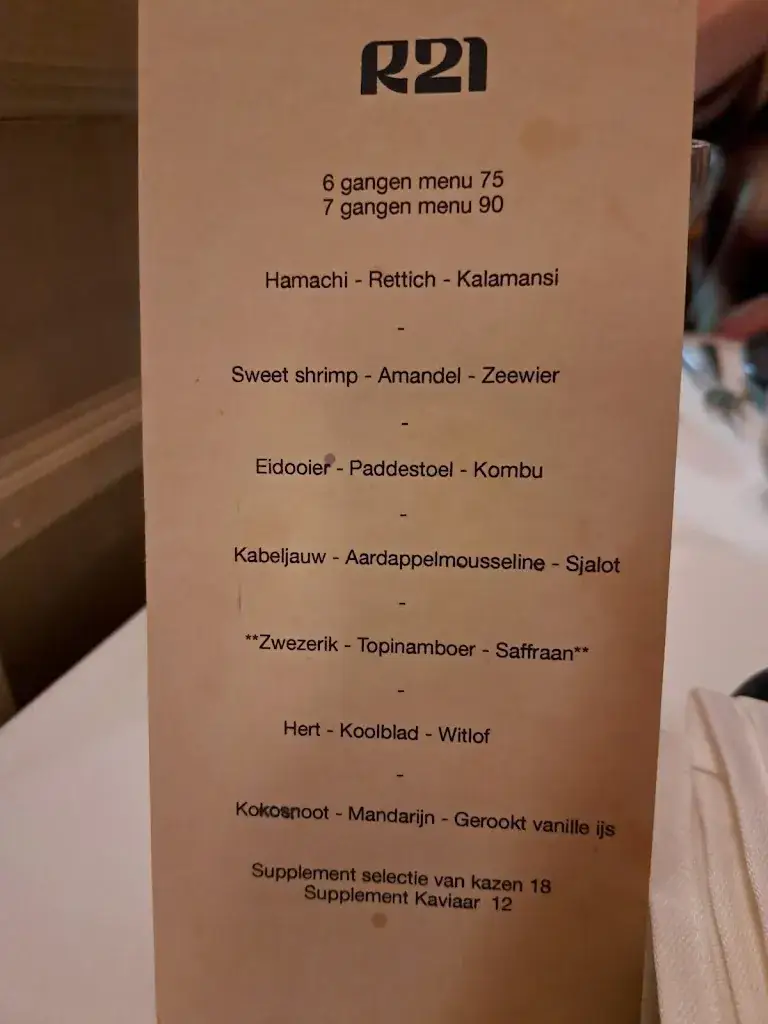 R21
6 gangen menu 75
7 gangen menu 90
Hamachi - Rettich - Kalamansi
-
Sweet shrimp - Amandel - Zeewier
-
Eidooier - Paddestoel - Kombu
-
Kabeljauw - Aardappelmousseline - Sjalot
-
**Zwezerik - Topinamboer - Saffraan**
-
Hert - Koolblad - Witlof
-
Kokosnoot - Mandarijn - Gerookt vanille ijs
Supplement selectie van kazen 18
Supplement Kaviaar 12